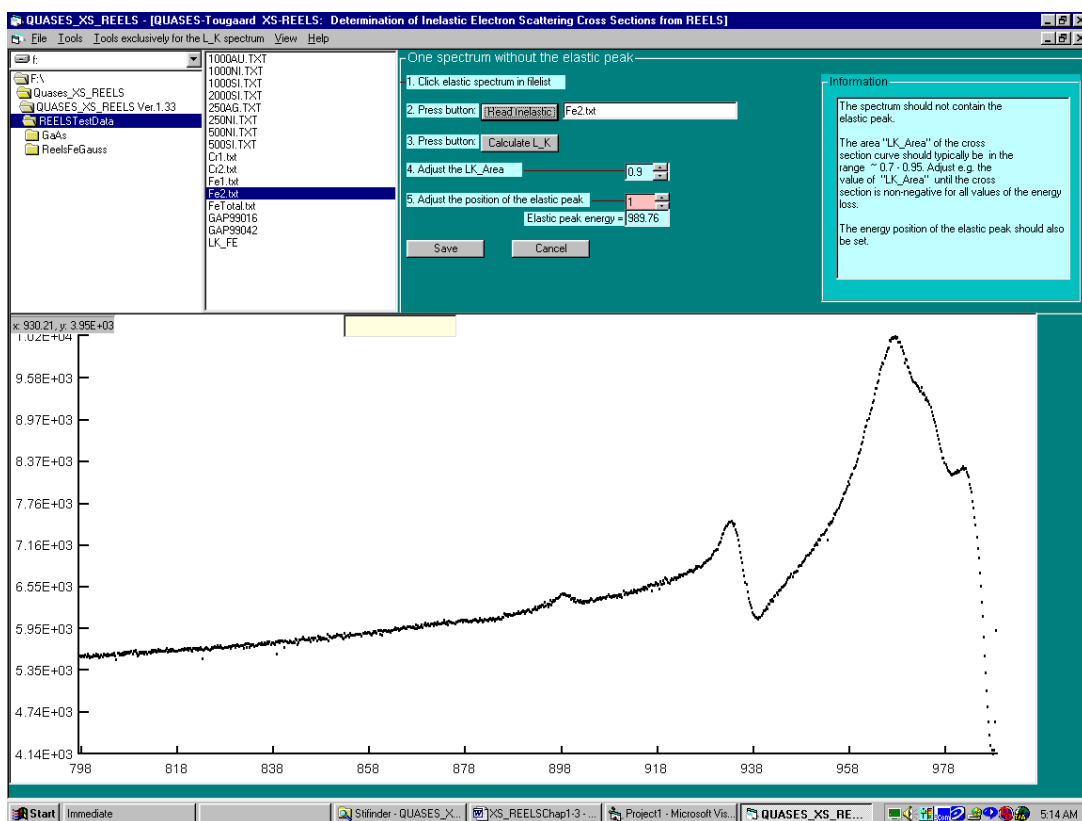 QUASES_XS_REELS - [QUASES-Tougaard XS-REELS: Determination of Inelastic Electron Scattering Cross Sections from REELS]
File Tools Tools exclusively for the L_K spectrum View Help
f:
F:\
Quases_XS_REELS
QUASES_XS_REELS Ver.1.33
REELSTestData
GaAs
ReelsFeGauss
1000AU.TXT
1000NI.TXT
1000SI.TXT
2000SI.TXT
250AG.TXT
250NI.TXT
500NI.TXT
500SI.TXT
Cr1.txt
Cr2.txt
Fe1.txt
Fe2.txt
FeTotal.txt
GAP99016
GAP99042
LK_FE
One spectrum without the elastic peak
1. Click elastic spectrum in filelist
2. Press button: Read Inelastic Fe2.txt
3. Press button: Calculate L_K
4. Adjust the LK_Area 0.9
5. Adjust the position of the elastic peak 1
Elastic peak energy = 989.76
Save Cancel
Information
The spectrum should not contain the
elastic peak.
The area "LK_Area" of the cross
section curve should typically be in the
range ~ 0.7 - 0.95. Adjust e.g. the
value of "LK_Area" until the cross
section is non-negative for all values of the energy
loss.
The energy position of the elastic peak should also
be set.
x: 930.21, y: 3.95E+03
1.02E+04
9.58E+03
8.97E+03
8.37E+03
7.76E+03
7.16E+03
6.55E+03
5.95E+03
5.35E+03
4.74E+03
4.14E+03
798 818 838 858 878 898 918 938 958 978
Start Immediate Stifinder - QUASES_X... XS_REELSChap1-3 - ... Project1 - Microsoft Vis... QUASES_XS_RE... 5:14 AM